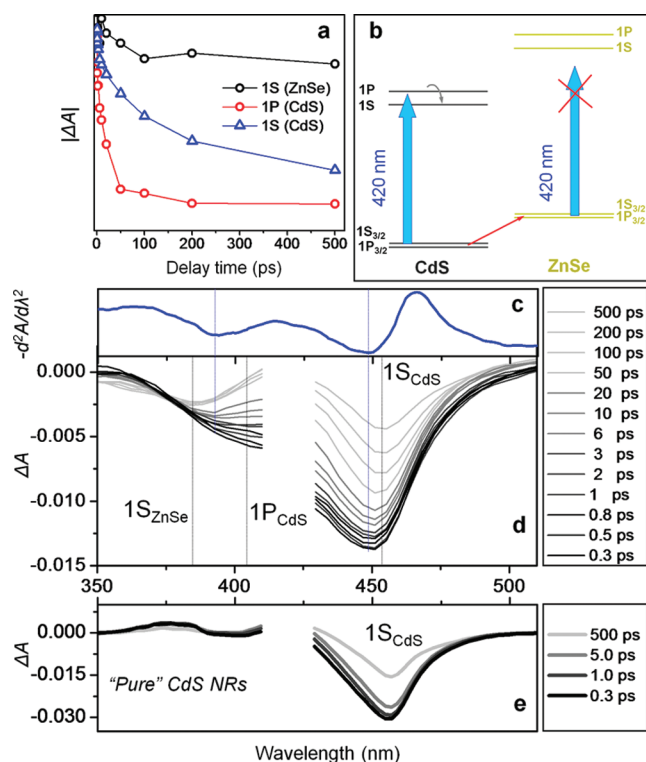 a
1S (ZnSe)
1P (CdS)
1S (CdS)
|ΔA|
0 100 200 300 400 500
Delay time (ps)
b
1P
1S
1P
1S
420 nm
420 nm
1S3/2
1P3/2
1S3/2
1P3/2
CdS
ZnSe
c
-d²A/dλ²
500 ps
200 ps
100 ps
50 ps
20 ps
10 ps
6 ps
3 ps
2 ps
1 ps
0.8 ps
0.5 ps
0.3 ps
1SCdS
0.000
-0.005
-0.010
-0.015
ΔA
1SZnSe
1PCdS
d
350 400 450 500
0.000
-0.015
-0.030
ΔA
1SCdS
"Pure" CdS NRs
e
500 ps
5.0 ps
1.0 ps
0.3 ps
Wavelength (nm)